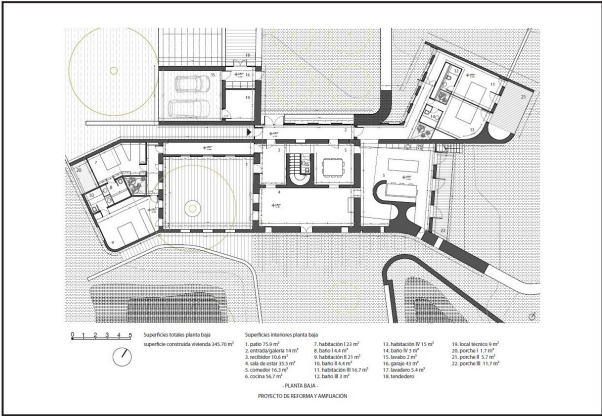 0 1 2 3 4 5
Superficies totales planta baja
superficie construida vivienda 345.70 m²
Superficies interiores planta baja
1. patio 75.9 m²
2. entrada/galería 14 m²
3. recibidor 10.6 m²
4. sala de estar 35.5 m²
5. comedor 16.3 m²
6. cocina 56.7 m²
7. habitación I 23 m²
8. baño I 4.4 m²
9. habitación II 21 m²
10. baño II 4.4 m²
11. habitación III 16.7 m²
12. baño III 3 m²
13. habitación IV 15 m²
14. baño IV 3 m²
15. lavabo 2 m²
16. garaje 43 m²
17. lavadero 5.4 m²
18. tendedero
19. local técnico 9 m²
20. porche I 1.7 m²
21. porche II 5.7 m²
22. porche III 11.7 m²
- PLANTA BAJA -
PROYECTO DE REFORMA Y AMPLIACIÓN